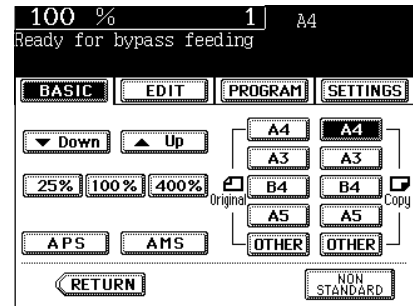 100 % 1 A4
Ready for bypass feeding
BASIC EDIT PROGRAM SETTINGS
A4 A4
Down Up
A3 A3
25% 100% 400% B4 B4
Original Copy
A5 A5
APS AMS OTHER OTHER
RETURN NON STANDARD